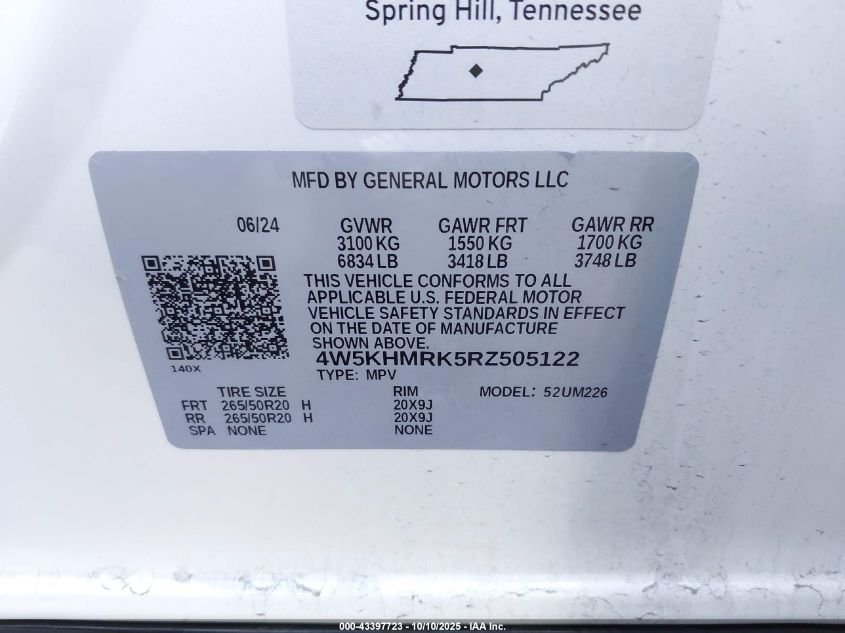 Spring Hill, Tennessee
MFD BY GENERAL MOTORS LLC
06/24 GVWR GAWR FRT GAWR RR
3100 KG 1550 KG 1700 KG
6834 LB 3418 LB 3748 LB
THIS VEHICLE CONFORMS TO ALL
APPLICABLE U.S. FEDERAL MOTOR
VEHICLE SAFETY STANDARDS IN EFFECT
ON THE DATE OF MANUFACTURE
SHOWN ABOVE.
4W5KHMRK5RZ505122
140X
TYPE: MPV
TIRE SIZE RIM MODEL: 52UM226
FRT 265/50R20 H 20X9J
RR 265/50R20 H 20X9J
SPA NONE NONE
000-43397723 - 10/10/2025 - IAA Inc.